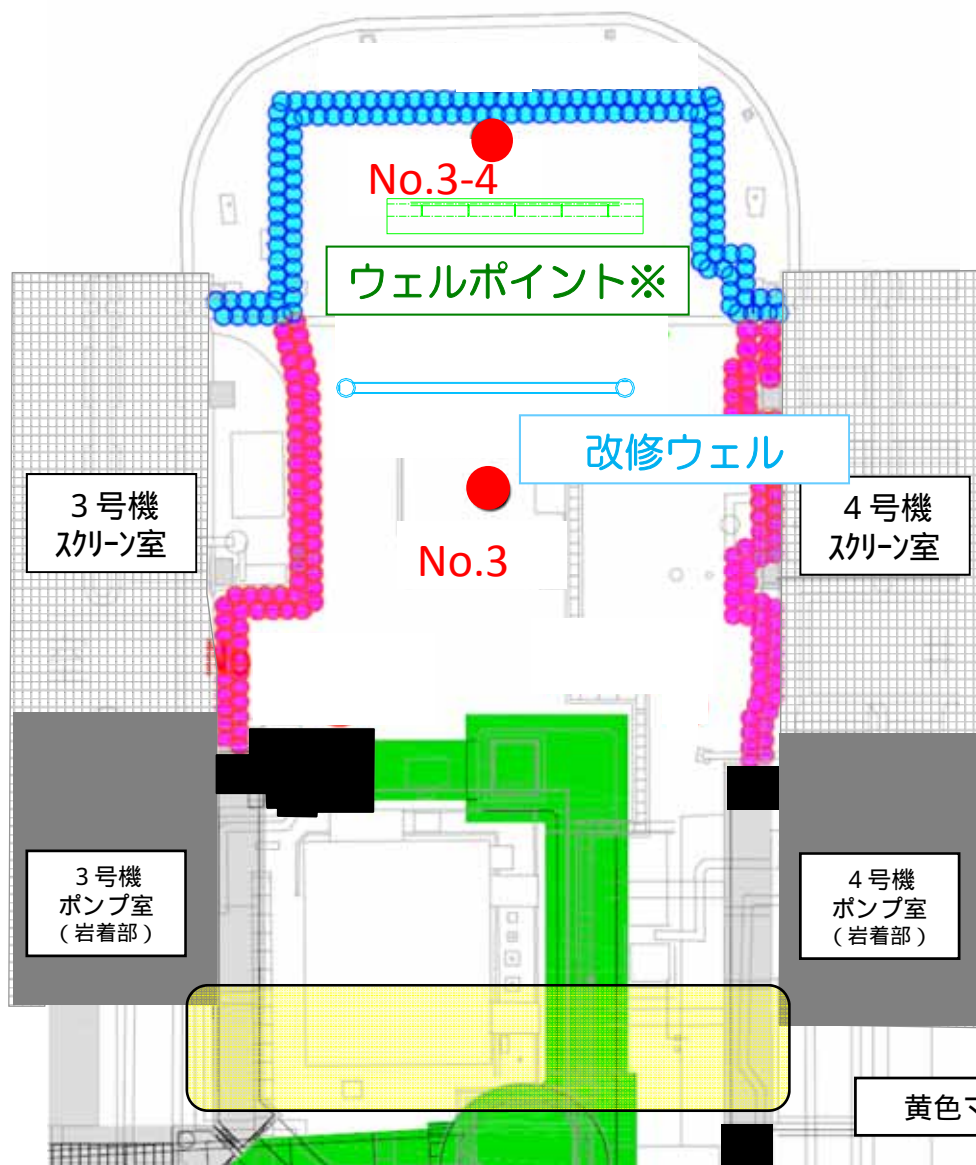 No.3-4
ウェルポイント※
改修ウェル
3号機
スクリーン室
No.3
4号機
スクリーン室
3号機
ポンプ室
(岩着部)
4号機
ポンプ室
(岩着部)
黄色